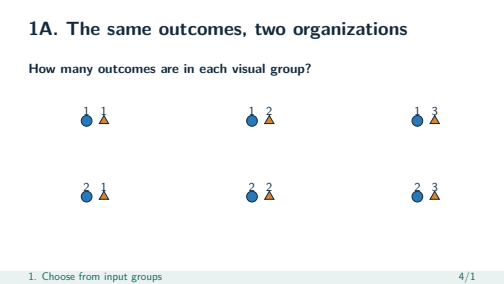 1A. The same outcomes, two organizations
How many outcomes are in each visual group?
1 1 1 2 1 3
2 1 2 2 2 3
1. Choose from input groups 4/1